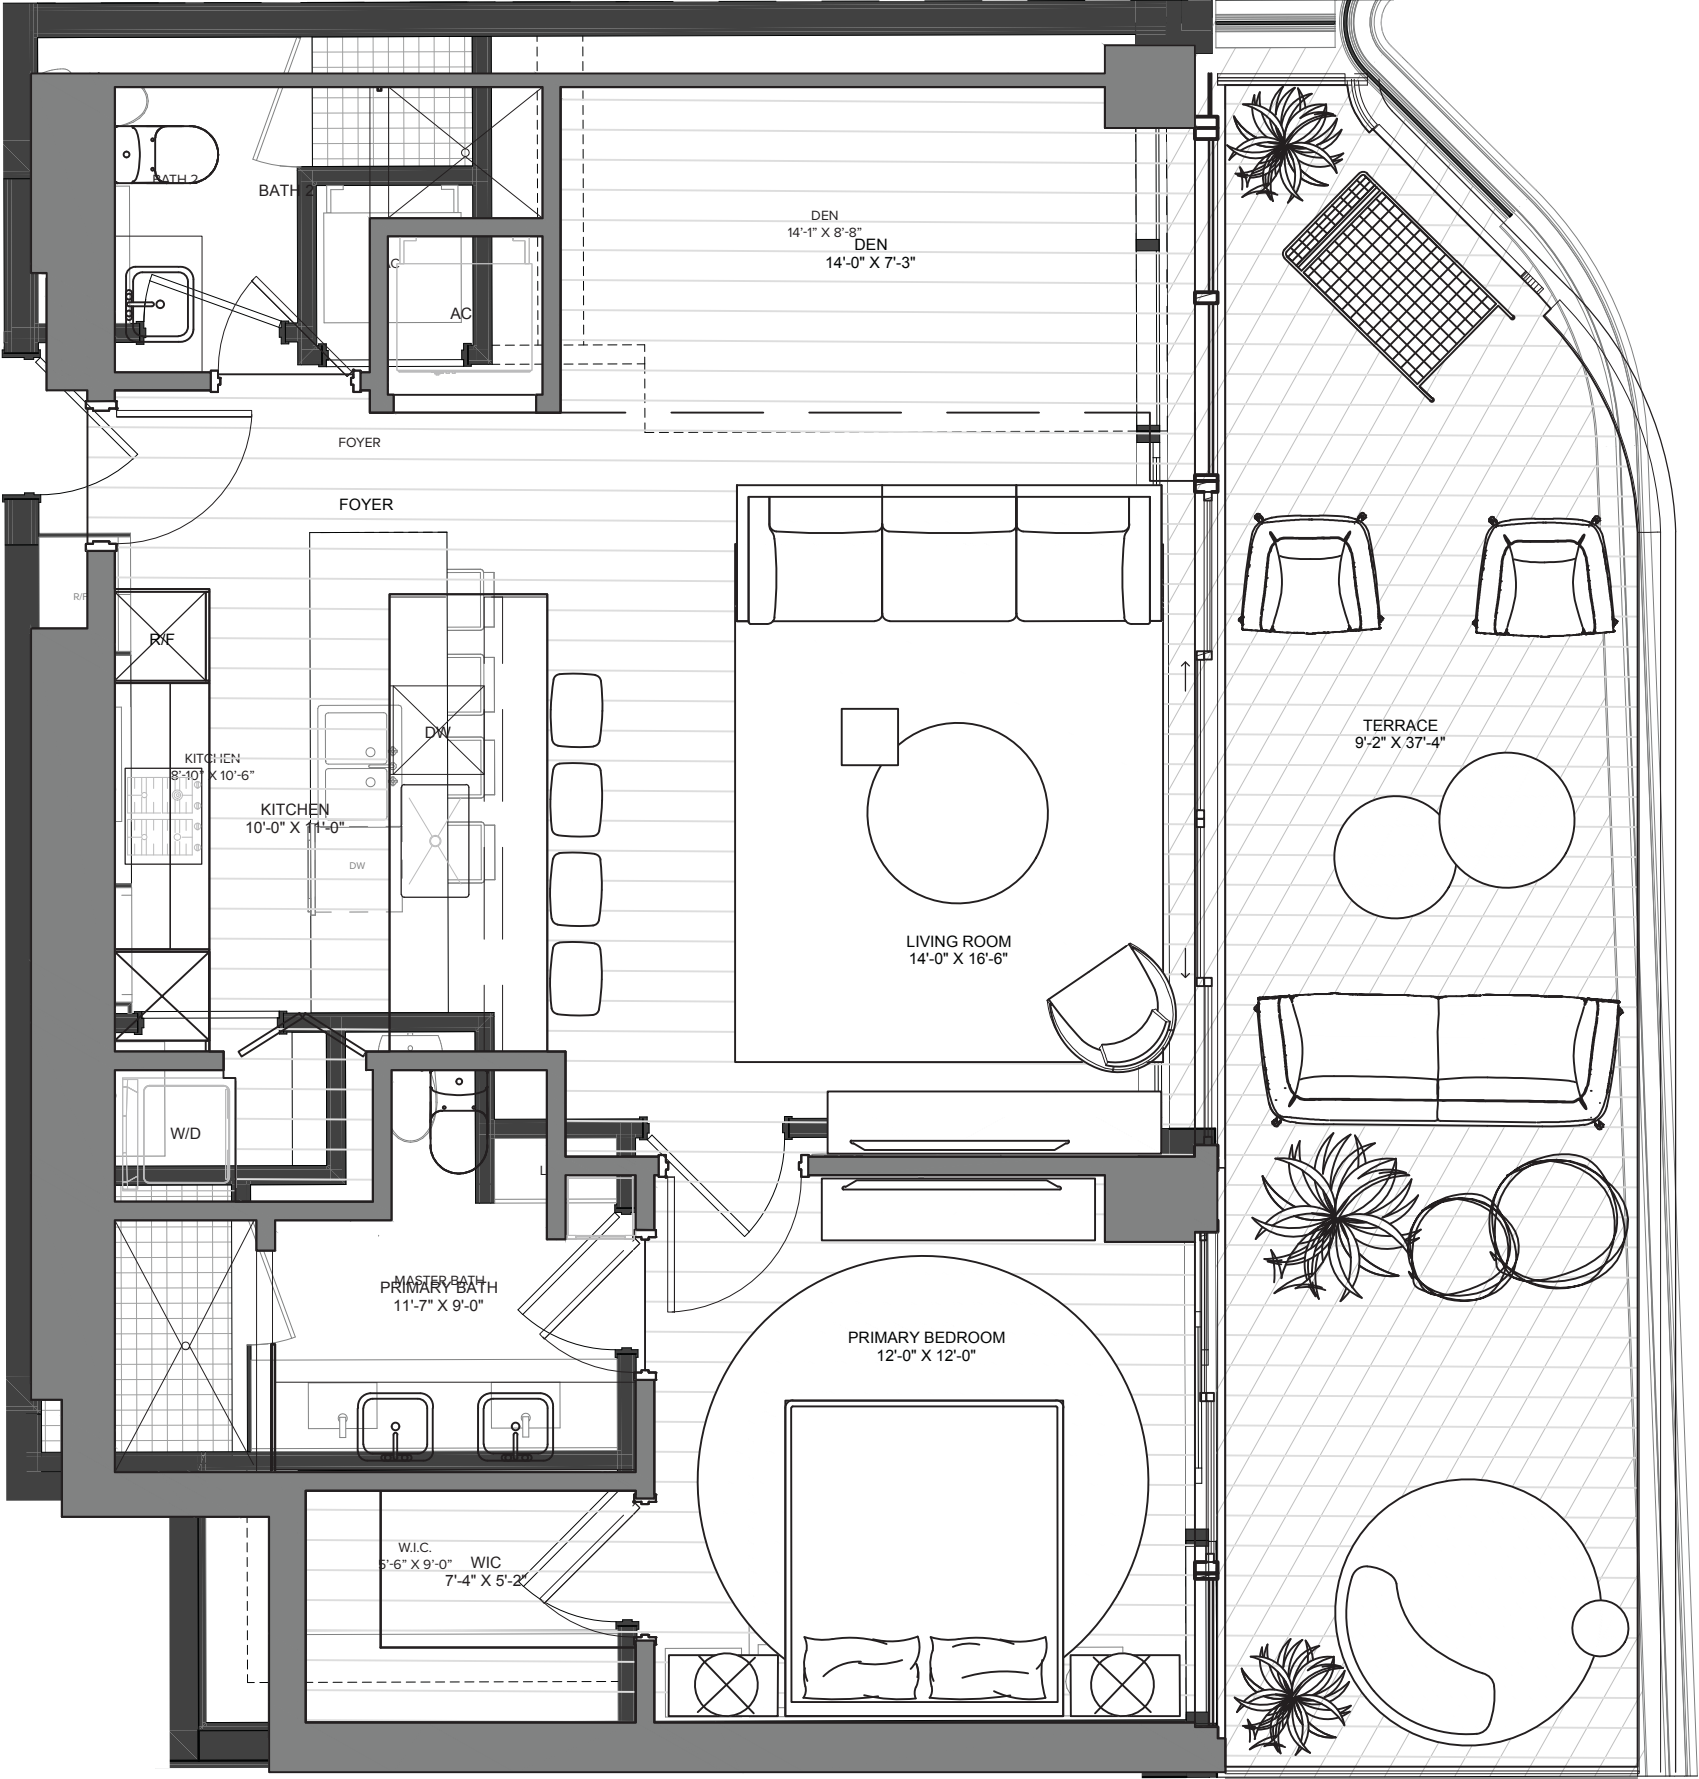 BATH 2
BATH 2
DEN
14'-1" X 8'-8"
DEN
14'-0" X 7'-3"
AC
AC
FOYER
FOYER
R/F
R/F
DW
KITCHEN
8'-10" X 10'-6"
KITCHEN
10'-0" X 11'-0"
DW
TERRACE
9'-2" X 37'-4"
LIVING ROOM
14'-0" X 16'-6"
W/D
L
MASTER BATH
PRIMARY BATH
11'-7" X 9'-0"
PRIMARY BEDROOM
12'-0" X 12'-0"
W.I.C.
5'-6" X 9'-0"
WIC
7'-4" X 5'-2"